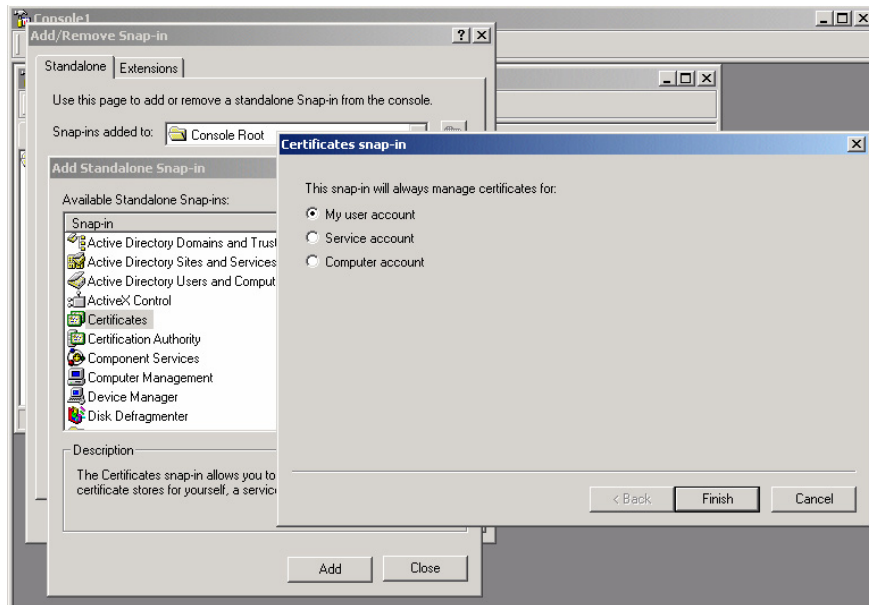 Console1
Add/Remove Snap-in
Standalone
Extensions
Use this page to add or remove a standalone Snap-in from the console.
Snap-ins added to:
Console Root
Add Standalone Snap-in
Available Standalone Snap-ins:
Snap-in
Active Directory Domains and Trus
Active Directory Sites and Services
Active Directory Users and Comput
ActiveX Control
Certificates
Certification Authority
Component Services
Computer Management
Device Manager
Disk Defragmenter
Description
The Certificates snap-in allows you to
certificate stores for yourself, a servic
Add
Close
Certificates snap-in
This snap-in will always manage certificates for:
My user account
Service account
Computer account
< Back
Finish
Cancel